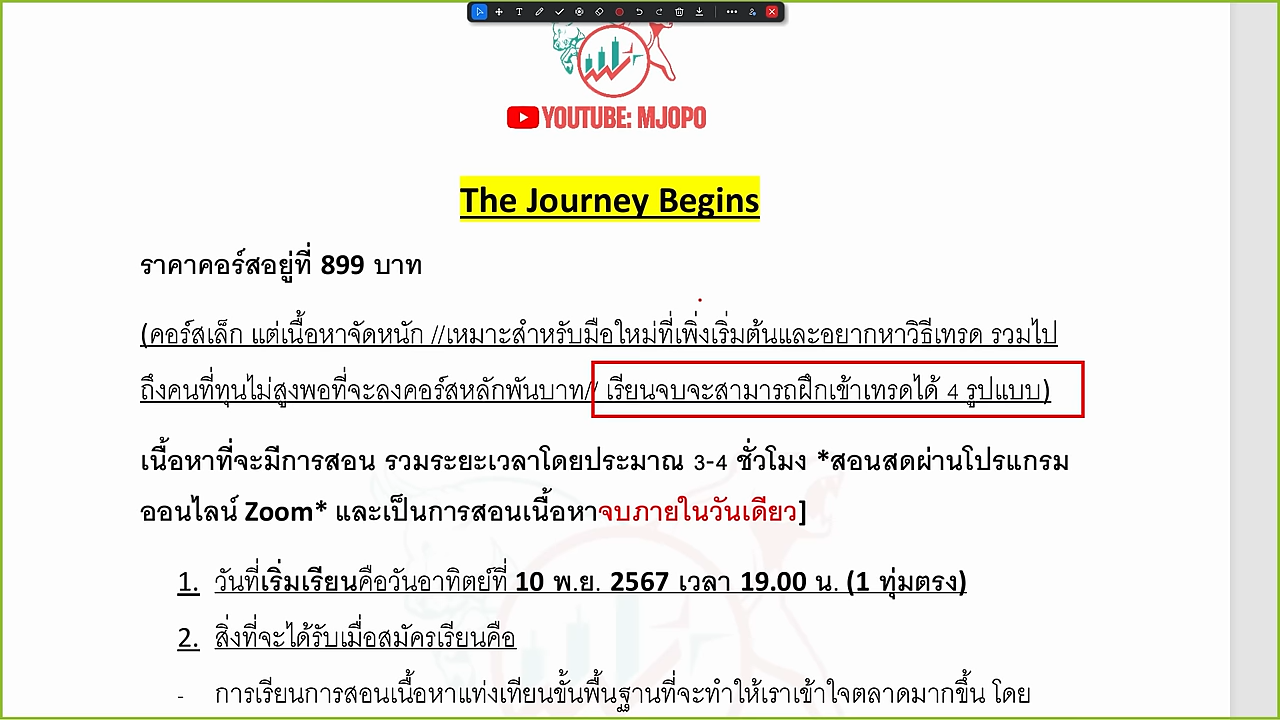 YOUTUBE: MJOPO
The Journey Begins
ราคาคอร์สอยู่ที่ 899 บาท
(คอร์สเล็ก แต่เนื้อหาจัดหนัก //เหมาะสำหรับมือใหม่ที่เพิ่งเริ่มต้นและอยากหาวิธีเทรด รวมไป
ถึงคนที่ทุนไม่สูงพอที่จะลงคอร์สหลักพันบาท// เรียนจบจะสามารถฝึกเข้าเทรดได้ 4 รูปแบบ)
เนื้อหาที่จะมีการสอน รวมระยะเวลาโดยประมาณ 3-4 ชั่วโมง *สอนสดผ่านโปรแกรม
ออนไลน์ Zoom* และเป็นการสอนเนื้อหาจบภายในวันเดียว]
1. วันที่เริ่มเรียนคือวันอาทิตย์ที่ 10 พ.ย. 2567 เวลา 19.00 น. (1 ทุ่มตรง)
2. สิ่งที่จะได้รับเมื่อสมัครเรียนคือ
- การเรียนการสอนเนื้อหาแท่งเทียนขั้นพื้นฐานที่จะทำให้เราเข้าใจตลาดมากขึ้น โดย